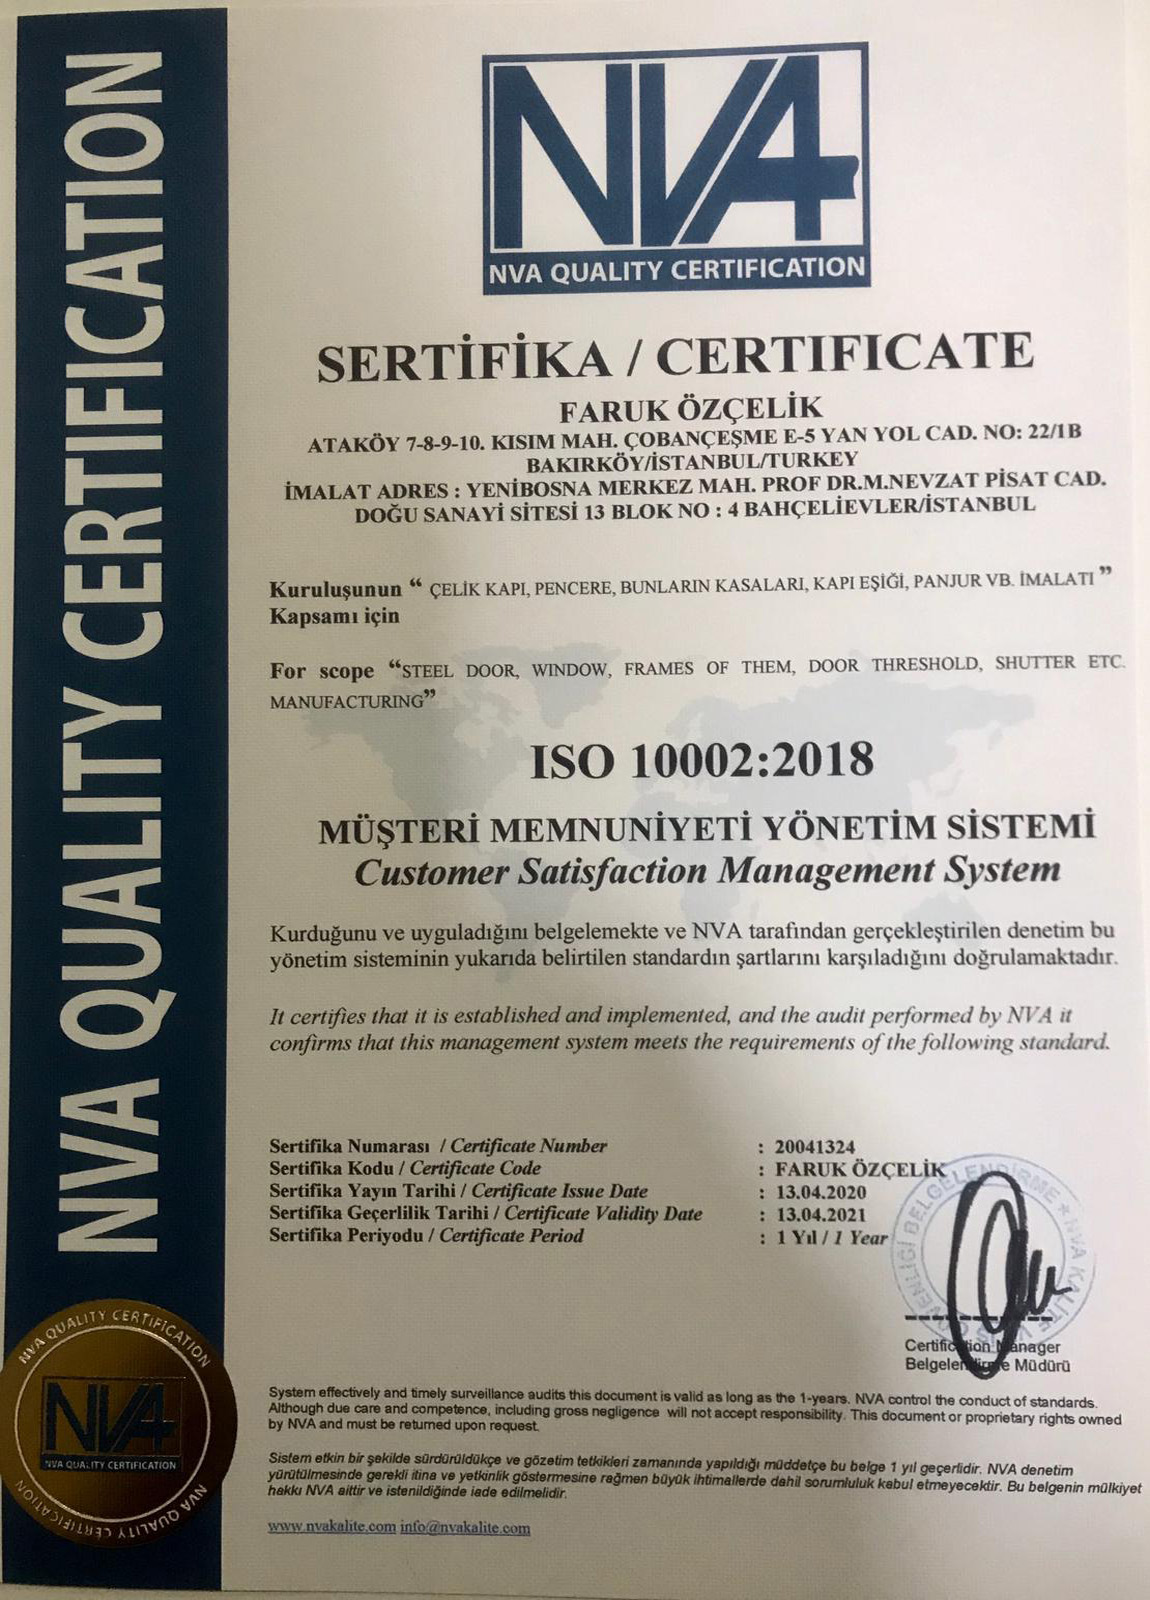 NVA QUALITY CERTIFICATION
NVA
NVA QUALITY CERTIFICATION
SERTİFİKA / CERTIFICATE
FARUK ÖZÇELİK
ATAKÖY 7-8-9-10. KISIM MAH. ÇOBANÇEŞME E-5 YAN YOL CAD. NO: 22/1B
BAKIRKÖY/İSTANBUL/TURKEY
İMALAT ADRES : YENİBOSNA MERKEZ MAH. PROF DR.M.NEVZAT PİSAT CAD.
DOĞU SANAYİ SİTESİ 13 BLOK NO : 4 BAHÇELİEVLER/İSTANBUL
Kuruluşunun “ ÇELİK KAPI, PENCERE, BUNLARIN KASALARI, KAPI EŞİĞİ, PANJUR VB. İMALATI ”
Kapsamı için
For scope “STEEL DOOR, WINDOW, FRAMES OF THEM, DOOR THRESHOLD, SHUTTER ETC.
MANUFACTURING”
ISO 10002:2018
MÜŞTERİ MEMNUNİYETİ YÖNETİM SİSTEMİ
Customer Satisfaction Management System
Kurduğunu ve uyguladığını belgelemekte ve NVA tarafından gerçekleştirilen denetim bu
yönetim sisteminin yukarıda belirtilen standardın şartlarını karşıladığını doğrulamaktadır.
It certifies that it is established and implemented, and the audit performed by NVA it
confirms that this management system meets the requirements of the following standard.
Sertifika Numarası / Certificate Number : 20041324
Sertifika Kodu / Certificate Code : FARUK ÖZÇELİK
Sertifika Yayın Tarihi / Certificate Issue Date : 13.04.2020
Sertifika Geçerlilik Tarihi / Certificate Validity Date : 13.04.2021
Sertifika Periyodu / Certificate Period : 1 Yıl / 1 Year
Certification Manager
Belgelendirme Müdürü
System effectively and timely surveillance audits this document is valid as long as the 1-years. NVA control the conduct of standards.
Although due care and competence, including gross negligence will not accept responsibility. This document or proprietary rights owned
by NVA and must be returned upon request.
Sistem etkin bir şekilde sürdürüldükçe ve gözetim tetkikleri zamanında yapıldığı müddetçe bu belge 1 yıl geçerlidir. NVA denetim
yürütülmesinde gerekli itina ve yetkinlik göstermesine rağmen büyük ihtimallerde dahil sorumluluk kabul etmeyecektir. Bu belgenin mülkiyet
hakkı NVA aittir ve istenildiğinde iade edilmelidir.
www.nvakalite.com info@nvakalite.com
NVA QUALITY CERTIFICATION
NVA
NVA QUALITY CERTIFICATION
NVA QUALITY CERTIFICATION